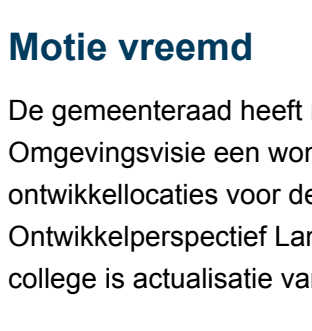 Motie vreemd
De gemeenteraad heeft
Omgevingsvisie een
ontwikkellocaties voor
Ontwikkelperspectief
college is actualisatie